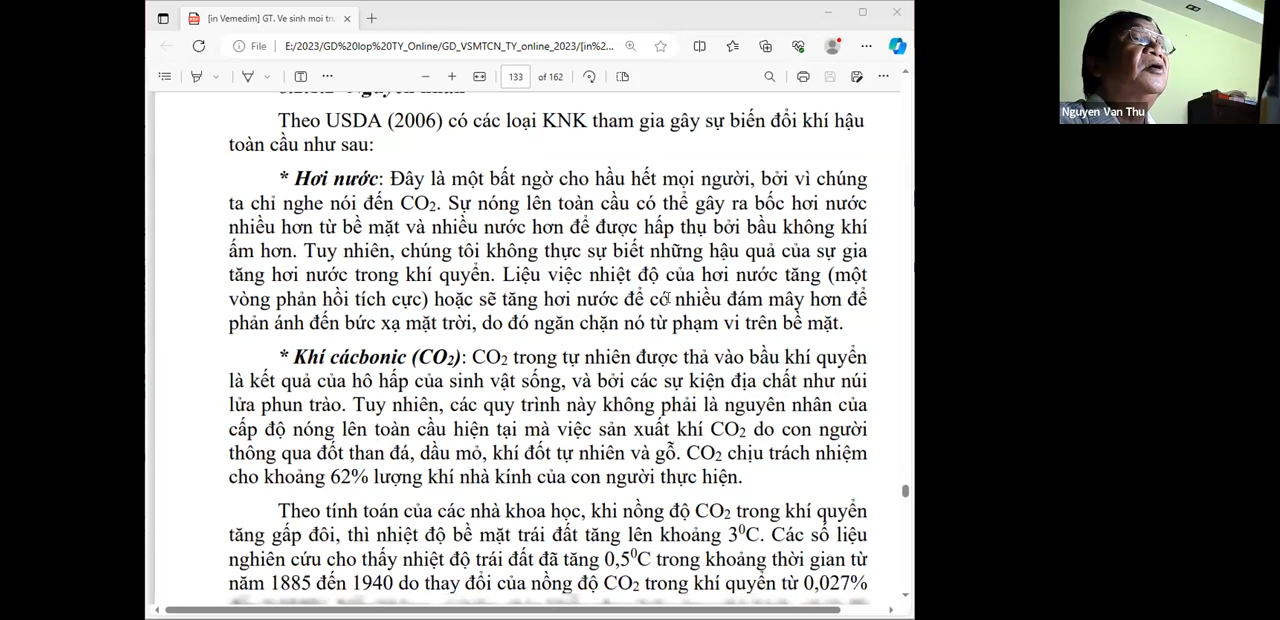 [in Vemedim] GT. Ve sinh moi tru
File
E:/2023/GD%20lop%20TY_Online/GD_VSMTCN_TY_online_2023/[in%2...
133 of 162
Nguyen Van Thu
Theo USDA (2006) có các loại KNK tham gia gây sự biến đổi khí hậu
toàn cầu như sau:
* Hơi nước: Đây là một bất ngờ cho hầu hết mọi người, bởi vì chúng
ta chỉ nghe nói đến CO2. Sự nóng lên toàn cầu có thể gây ra bốc hơi nước
nhiều hơn từ bề mặt và nhiều nước hơn để được hấp thụ bởi bầu không khí
ấm hơn. Tuy nhiên, chúng tôi không thực sự biết những hậu quả của sự gia
tăng hơi nước trong khí quyển. Liệu việc nhiệt độ của hơi nước tăng (một
vòng phản hồi tích cực) hoặc sẽ tăng hơi nước để có nhiều đám mây hơn để
phản ánh đến bức xạ mặt trời, do đó ngăn chặn nó từ phạm vi trên bề mặt.
* Khí cácbonic (CO2): CO2 trong tự nhiên được thả vào bầu khí quyển
là kết quả của hô hấp của sinh vật sống, và bởi các sự kiện địa chất như núi
lửa phun trào. Tuy nhiên, các quy trình này không phải là nguyên nhân của
cấp độ nóng lên toàn cầu hiện tại mà việc sản xuất khí CO2 do con người
thông qua đốt than đá, dầu mỏ, khí đốt tự nhiên và gỗ. CO2 chịu trách nhiệm
cho khoảng 62% lượng khí nhà kính của con người thực hiện.
Theo tính toán của các nhà khoa học, khi nồng độ CO2 trong khí quyển
tăng gấp đôi, thì nhiệt độ bề mặt trái đất tăng lên khoảng 3⁰C. Các số liệu
nghiên cứu cho thấy nhiệt độ trái đất đã tăng 0,5⁰C trong khoảng thời gian từ
năm 1885 đến 1940 do thay đổi của nồng độ CO2 trong khí quyển từ 0,027%